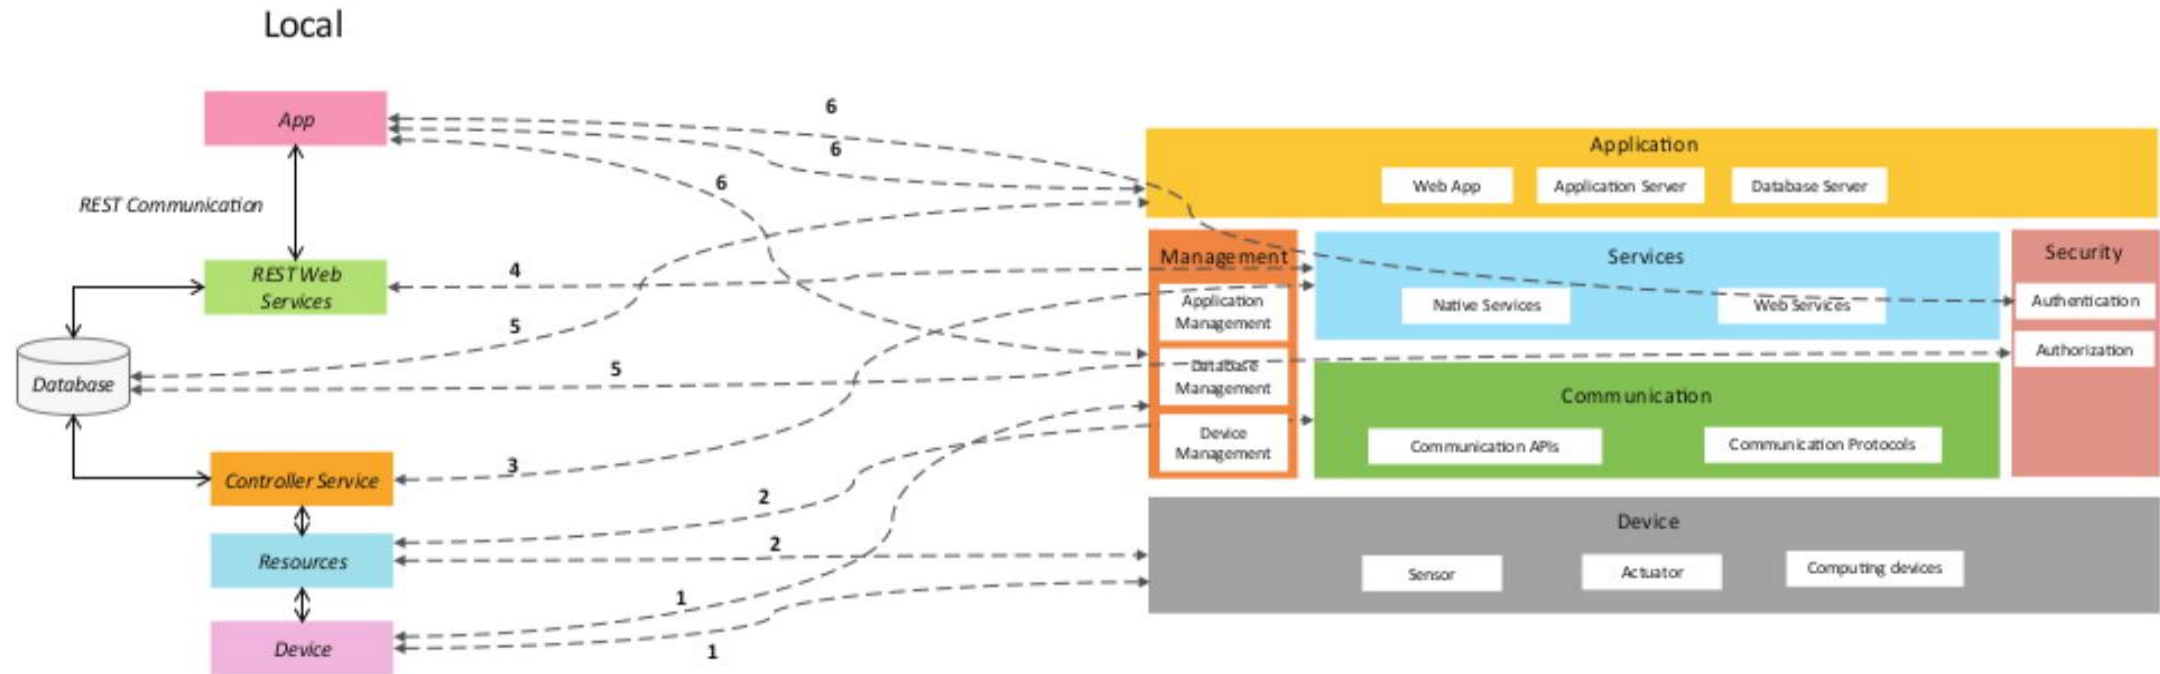 Local
App
REST Communication
REST Web
Services
Database
Controller Service
Resources
Device
6
6
6
4
5
5
3
2
2
1
1
Application
Web App
Application Server
Database Server
Management
Application
Management
Database
Management
Device
Management
Services
Native Services
Web Services
Security
Authentication
Authorization
Communication
Communication APIs
Communication Protocols
Device
Sensor
Actuator
Computing devices